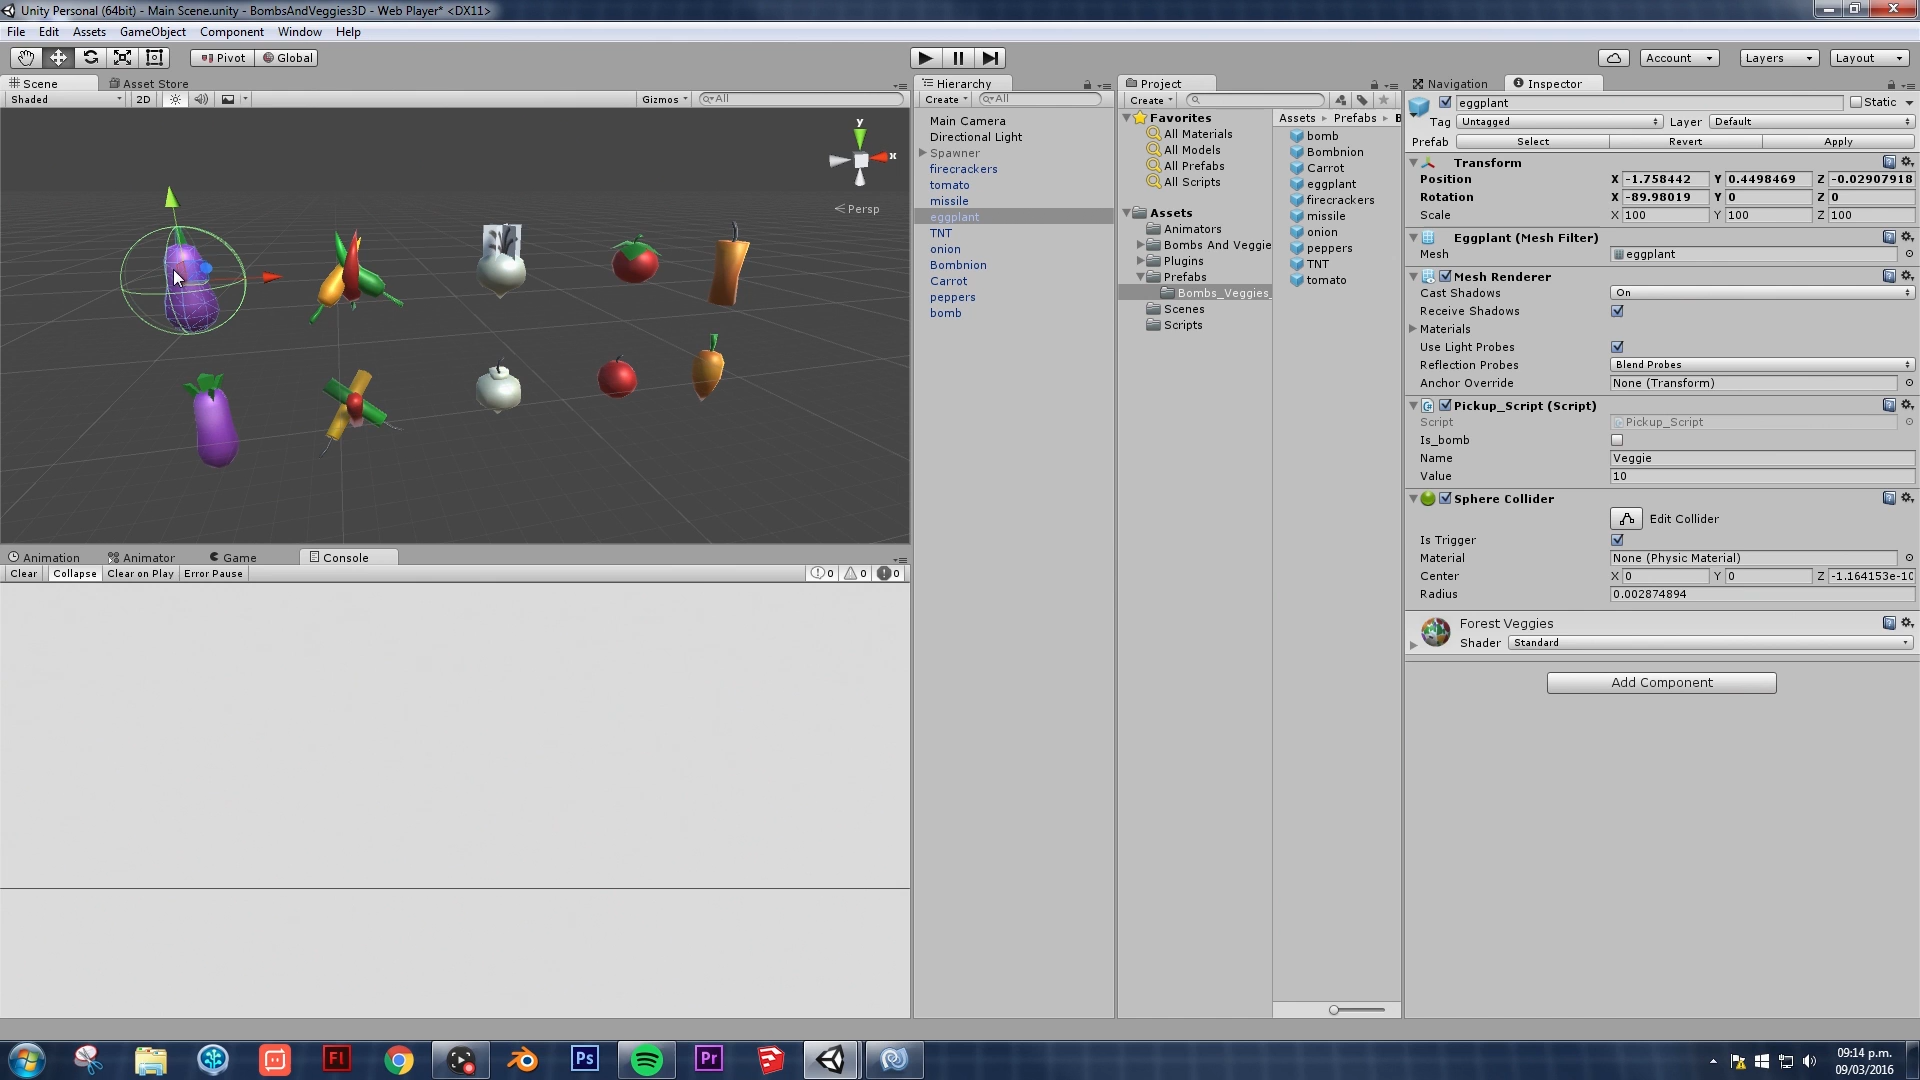 Unity Personal (64bit) - Main Scene.unity - BombsAndVeggies3D - Web Player* <DX11>
File Edit Assets GameObject Component Window Help
Pivot Global Account Layers Layout
Scene Asset Store
Shaded 2D Gizmos All
y
x
Persp
Animation Animator Game Console
Clear Collapse Clear on Play Error Pause 0 0 0
Hierarchy
Create All
Main Camera
Directional Light
Spawner
firecrackers
tomato
missile
eggplant
TNT
onion
Bombnion
Carrot
peppers
bomb
Project
Create
Favorites
All Materials
All Models
All Prefabs
All Scripts
Assets
Animators
Bombs And Veggie
Plugins
Prefabs
Bombs_Veggies_
Scenes
Scripts
Assets Prefabs B
bomb
Bombnion
Carrot
eggplant
firecrackers
missile
onion
peppers
TNT
tomato
Navigation Inspector
eggplant Static
Tag Untagged Layer Default
Prefab Select Revert Apply
Transform
Position X -1.758442 Y 0.4498469 Z -0.02907918
Rotation X -89.98019 Y 0 Z 0
Scale X 100 Y 100 Z 100
Eggplant (Mesh Filter)
Mesh eggplant
Mesh Renderer
Cast Shadows On
Receive Shadows
Materials
Use Light Probes
Reflection Probes Blend Probes
Anchor Override None (Transform)
Pickup_Script (Script)
Script Pickup_Script
Is_bomb
Name Veggie
Value 10
Sphere Collider
Edit Collider
Is Trigger
Material None (Physic Material)
Center X 0 Y 0 Z -1.164153e-10
Radius 0.002874894
Forest Veggies
Shader Standard
Add Component
Fl Ps Pr
09:14 p.m.
09/03/2016